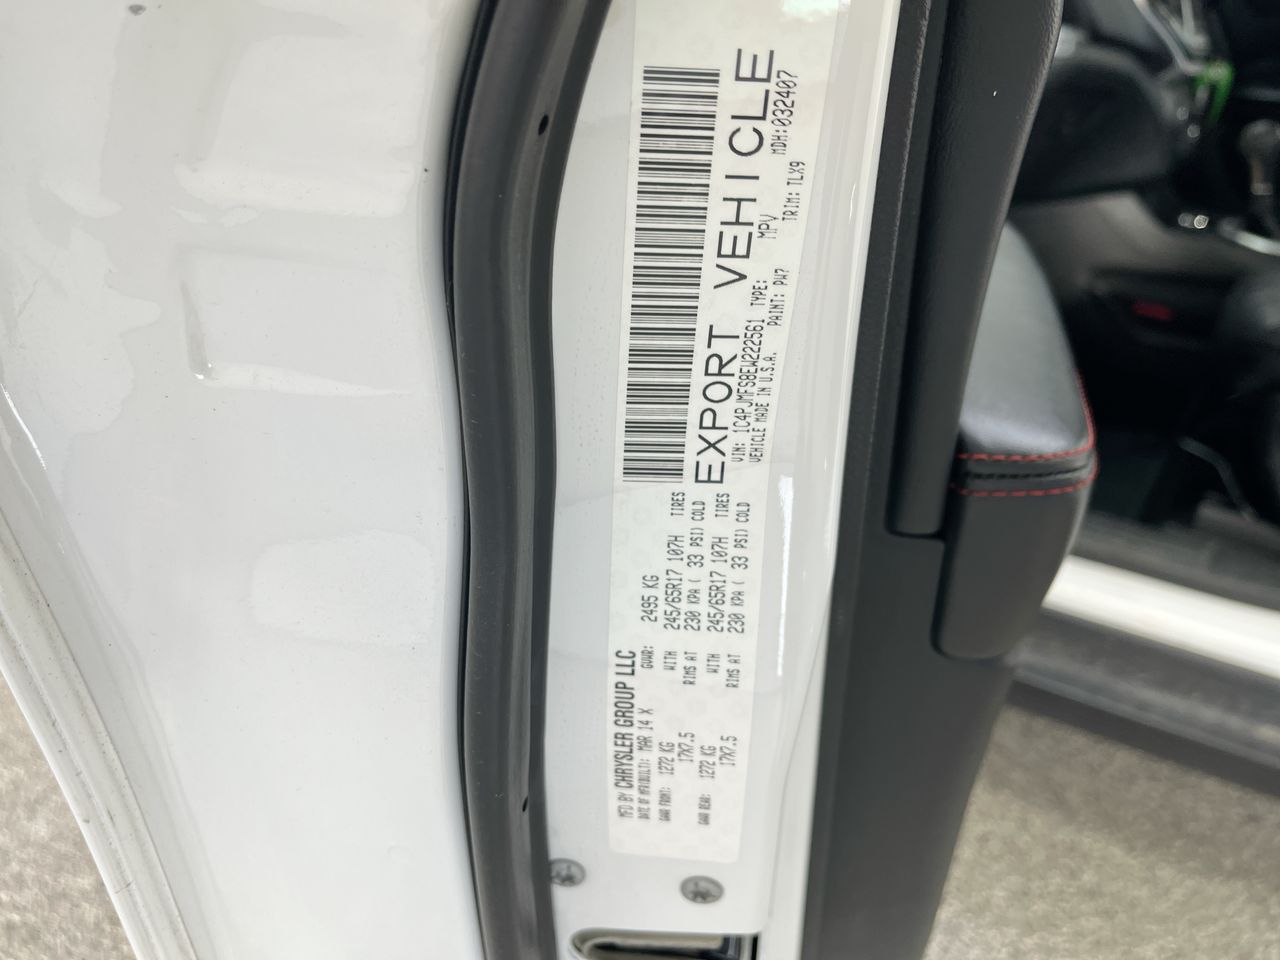 MFD BY CHRYSLER GROUP LLC
DATE OF MFR(BUILT): MAR 14 X GVWR: 2495 KG
GAWR FRONT: 1272 KG WITH 245/65R17 107H TIRES
17X7.5 RIMS AT 230 KPA ( 33 PSI) COLD
GAWR REAR: 1272 KG WITH 245/65R17 107H TIRES
17X7.5 RIMS AT 230 KPA ( 33 PSI) COLD
EXPORT VEHICLE
VIN: 1C4PJMFS8EW222561 TYPE: MPV MDH:032407
VEHICLE MADE IN U.S.A. PAINT: PW7 TRIM: TLX9